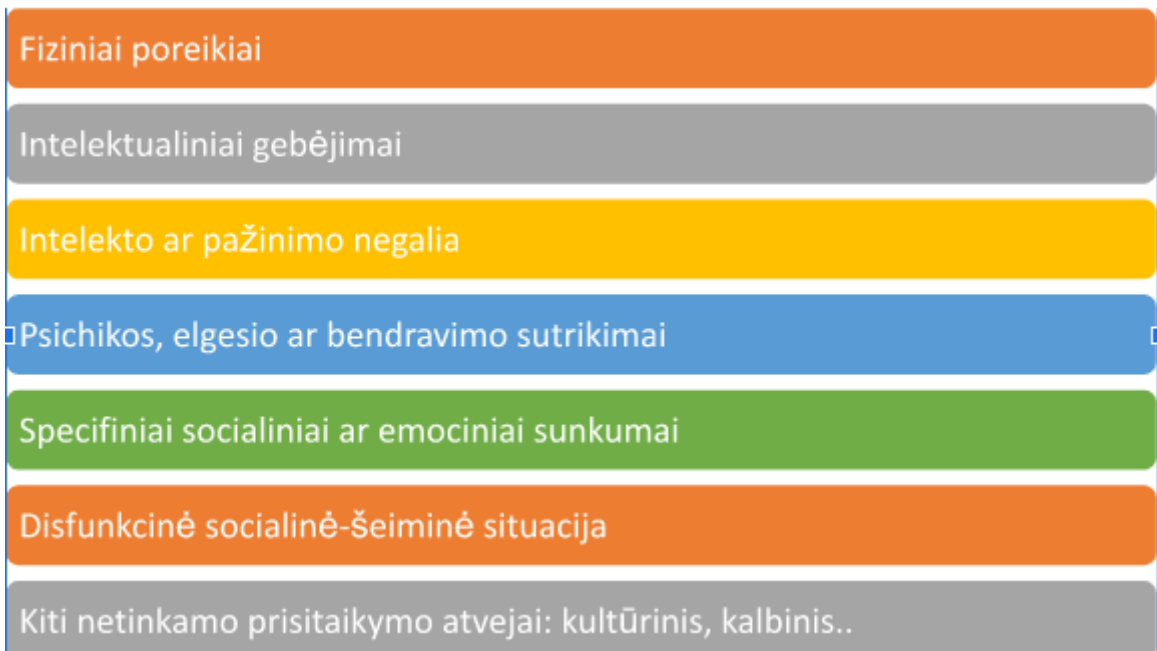 Fiziniai poreikiai
Intelektualiniai gebėjimai
Intelekto ar pažinimo negalia
Psichikos, elgesio ar bendravimo sutrikimai
Specifiniai socialiniai ar emociniai sunkumai
Disfunkcinė socialinė-šeiminė situacija
Kiti netinkamo prisitaikymo atvejai: kultūrinis, kalbinis..